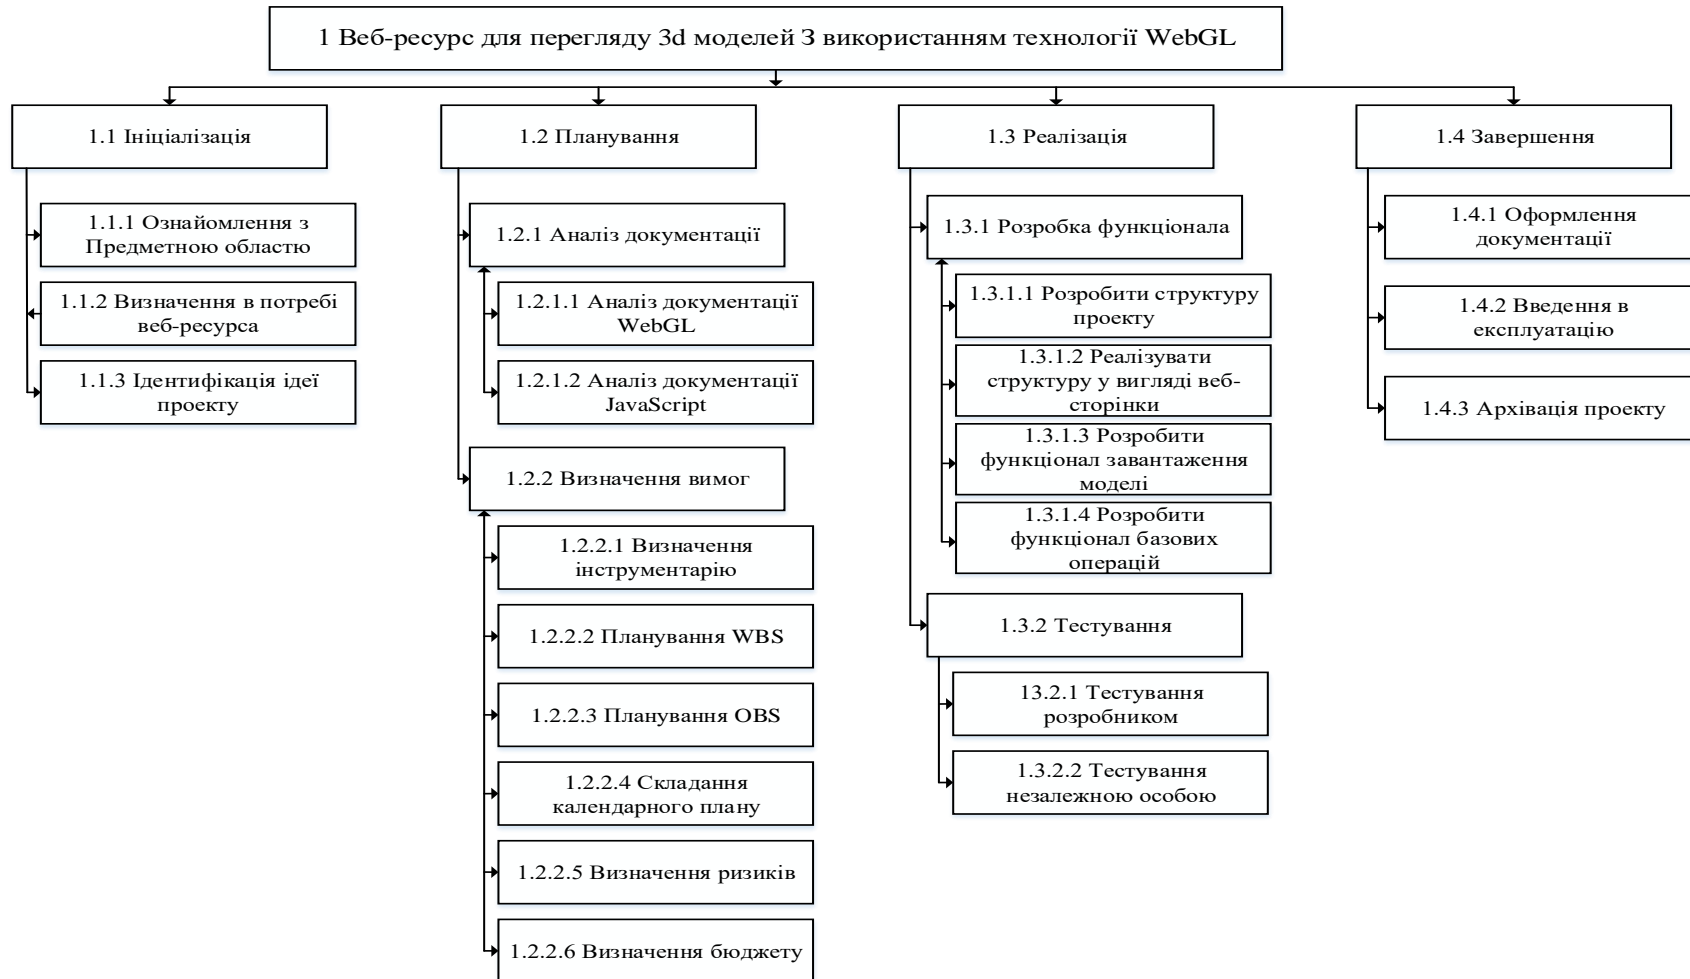 1 Веб-ресурс для перегляду 3d моделей З використанням технології WebGL
1.1 Ініціалізація
1.1.1 Ознайомлення з
Предметною областю
1.1.2 Визначення в потребі
веб-ресурса
1.1.3 Ідентифікація ідеї
проекту
1.2 Планування
1.2.1 Аналіз документації
1.2.1.1 Аналіз документації
WebGL
1.2.1.2 Аналіз документації
JavaScript
1.2.2 Визначення вимог
1.2.2.1 Визначення
інструментарію
1.2.2.2 Планування WBS
1.2.2.3 Планування OBS
1.2.2.4 Складання
календарного плану
1.2.2.5 Визначення ризиків
1.2.2.6 Визначення бюджету
1.3 Реалізація
1.3.1 Розробка функціонала
1.3.1.1 Розробити структуру
проекту
1.3.1.2 Реалізувати
структуру у вигляді веб-
сторінки
1.3.1.3 Розробити
функціонал завантаження
моделі
1.3.1.4 Розробити
функціонал базових
операцій
1.3.2 Тестування
13.2.1 Тестування
розробником
1.3.2.2 Тестування
незалежною особою
1.4 Завершення
1.4.1 Оформлення
документації
1.4.2 Введення в
експлуатацію
1.4.3 Архівація проекту